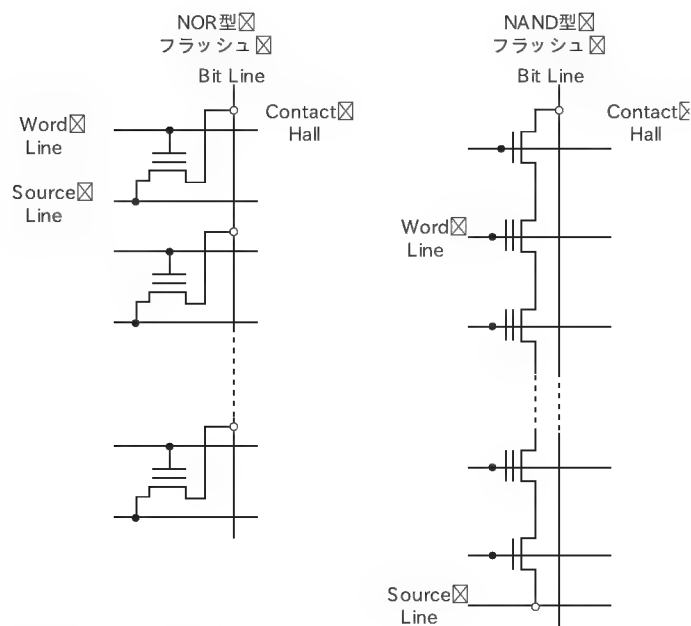 NOR型
フラッシュ
Bit Line
Word
Line
Contact
Hall
Source
Line
NAND型
フラッシュ
Bit Line
Contact
Hall
Word
Line
Source
Line